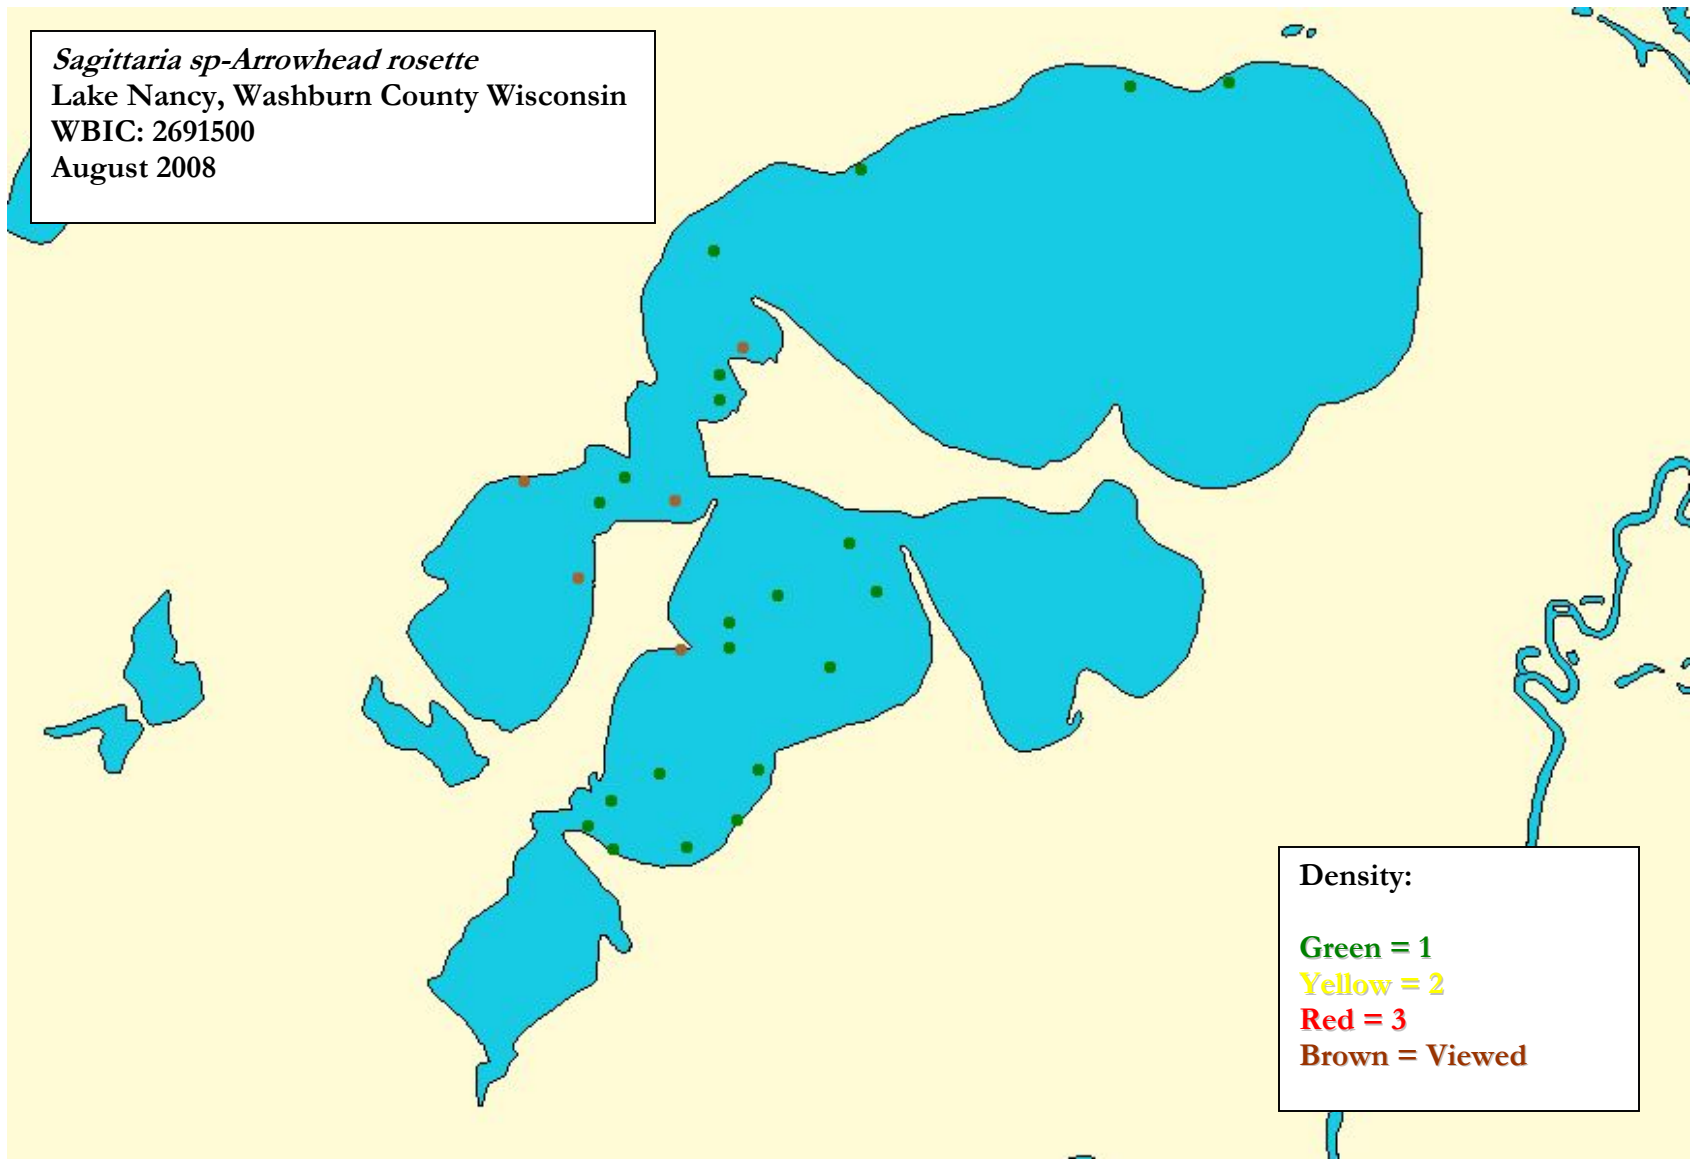 Sagittaria sp-Arrowhead rosette
Lake Nancy, Washburn County Wisconsin
WBIC: 2691500
August 2008
Density:
Green = 1
Yellow = 2
Red = 3
Brown = Viewed